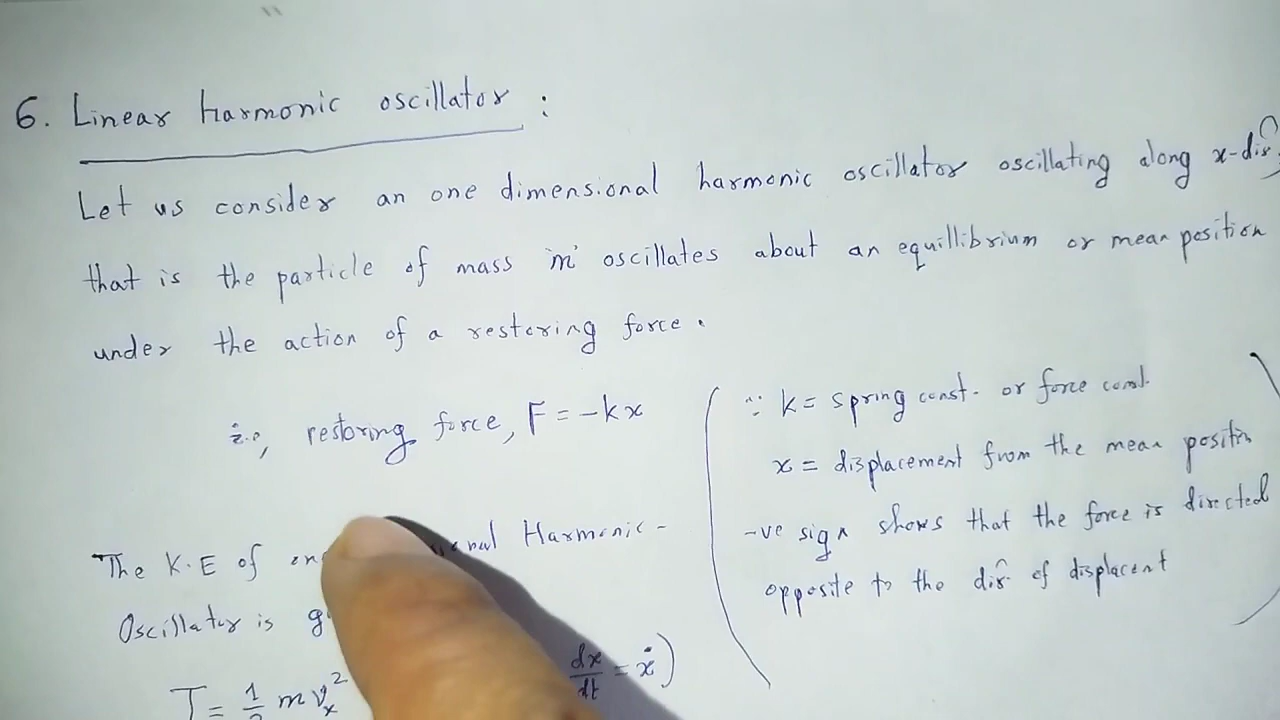 6. Linear harmonic oscillator :
Let us consider an one dimensional harmonic oscillator oscillating along x-dir
that is the particle of mass 'm' oscillates about an equillibrium or mean position
under the action of a restoring force.
i.e, restoring force, F = -kx
(∵ k = spring const. or force const.
x = displacement from the mean position
-ve sign shows that the force is directed
opposite to the dirⁿ of displacent)
The K.E of Harmonic-
Oscillator is
T = 1/2 m vₓ²
dx/dt = ẋ)